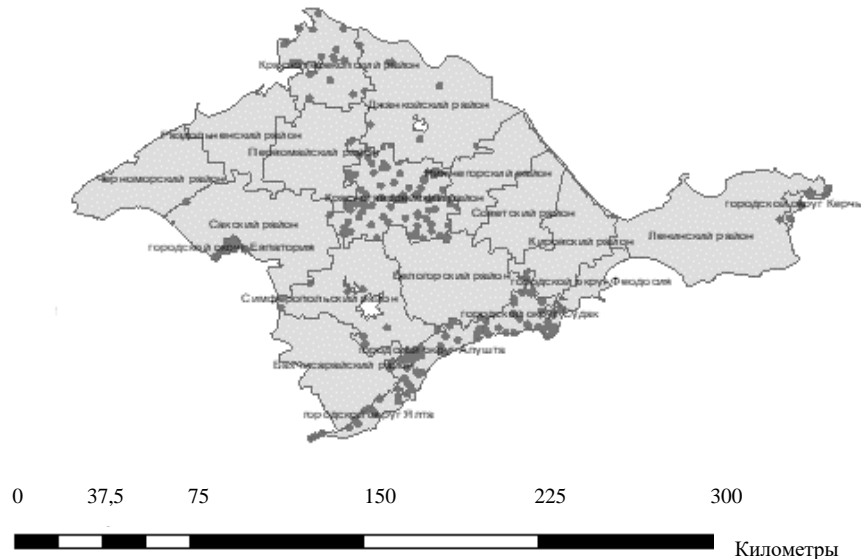 Красноперекопский район
Джанкойский район
Раздольненский район
Первомайский район
Нижнегорский район
Черноморский район
Красногвардейский район
городской округ Керчь
Советский район
Сакский район
Кировский район
Ленинский район
городской округ Евпатория
Белогорский район
городской округ Феодосия
Симферопольский район
городской округ Судак
городской округ Алушта
Бахчисарайский район
городской округ Ялта
0 37,5 75 150 225 300
Километры